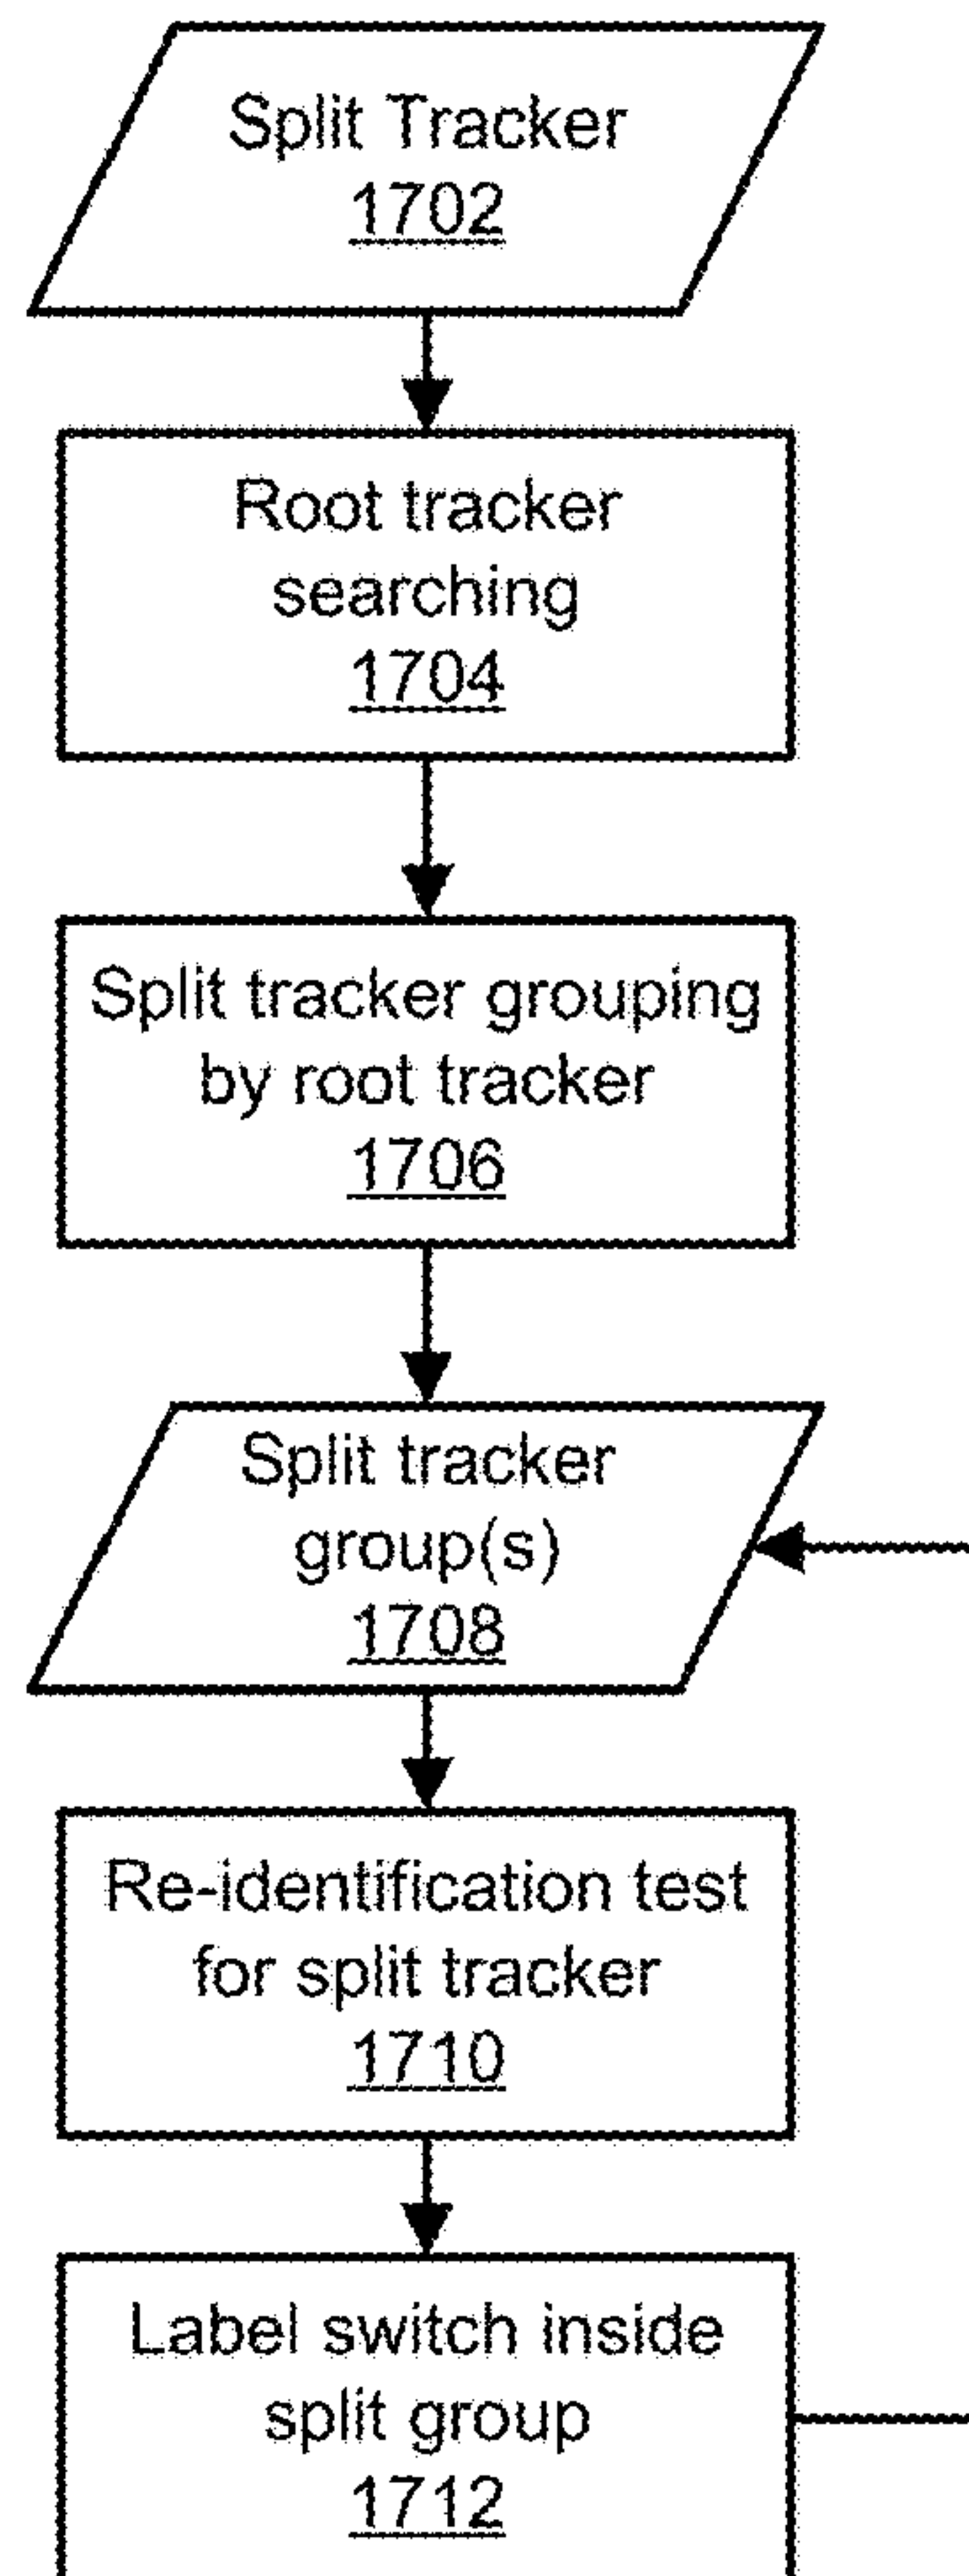 Split Tracker
1702
Root tracker
searching
1704
Split tracker grouping
by root tracker
1706
Split tracker
group(s)
1708
Re-identification test
for split tracker
1710
Label switch inside
split group
1712